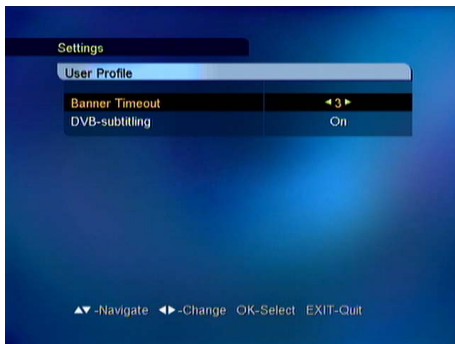 Settings
User Profile
Banner Timeout ◄3►
DVB-subtitling On
▲▼-Navigate ◄►-Change OK-Select EXIT-Quit